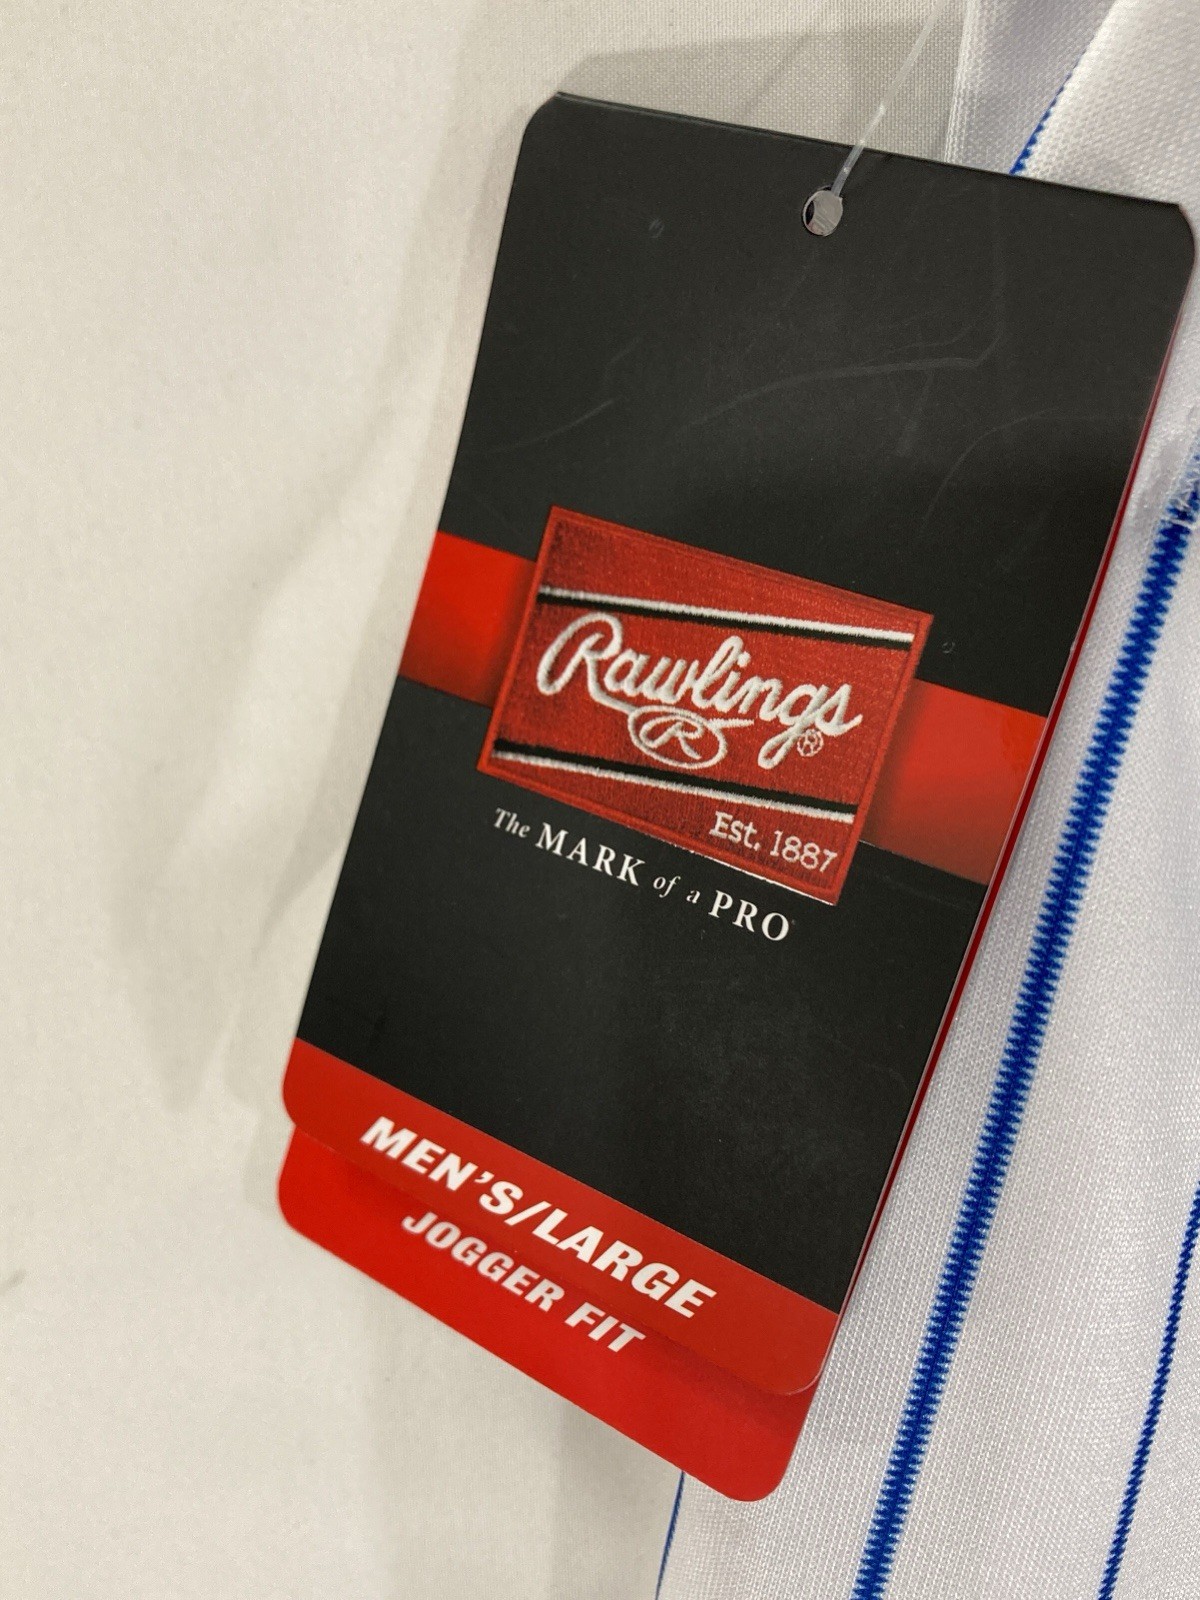 Rawlings®
R
Est. 1887
The MARK of a PRO
MEN'S/LARGE
JOGGER FIT